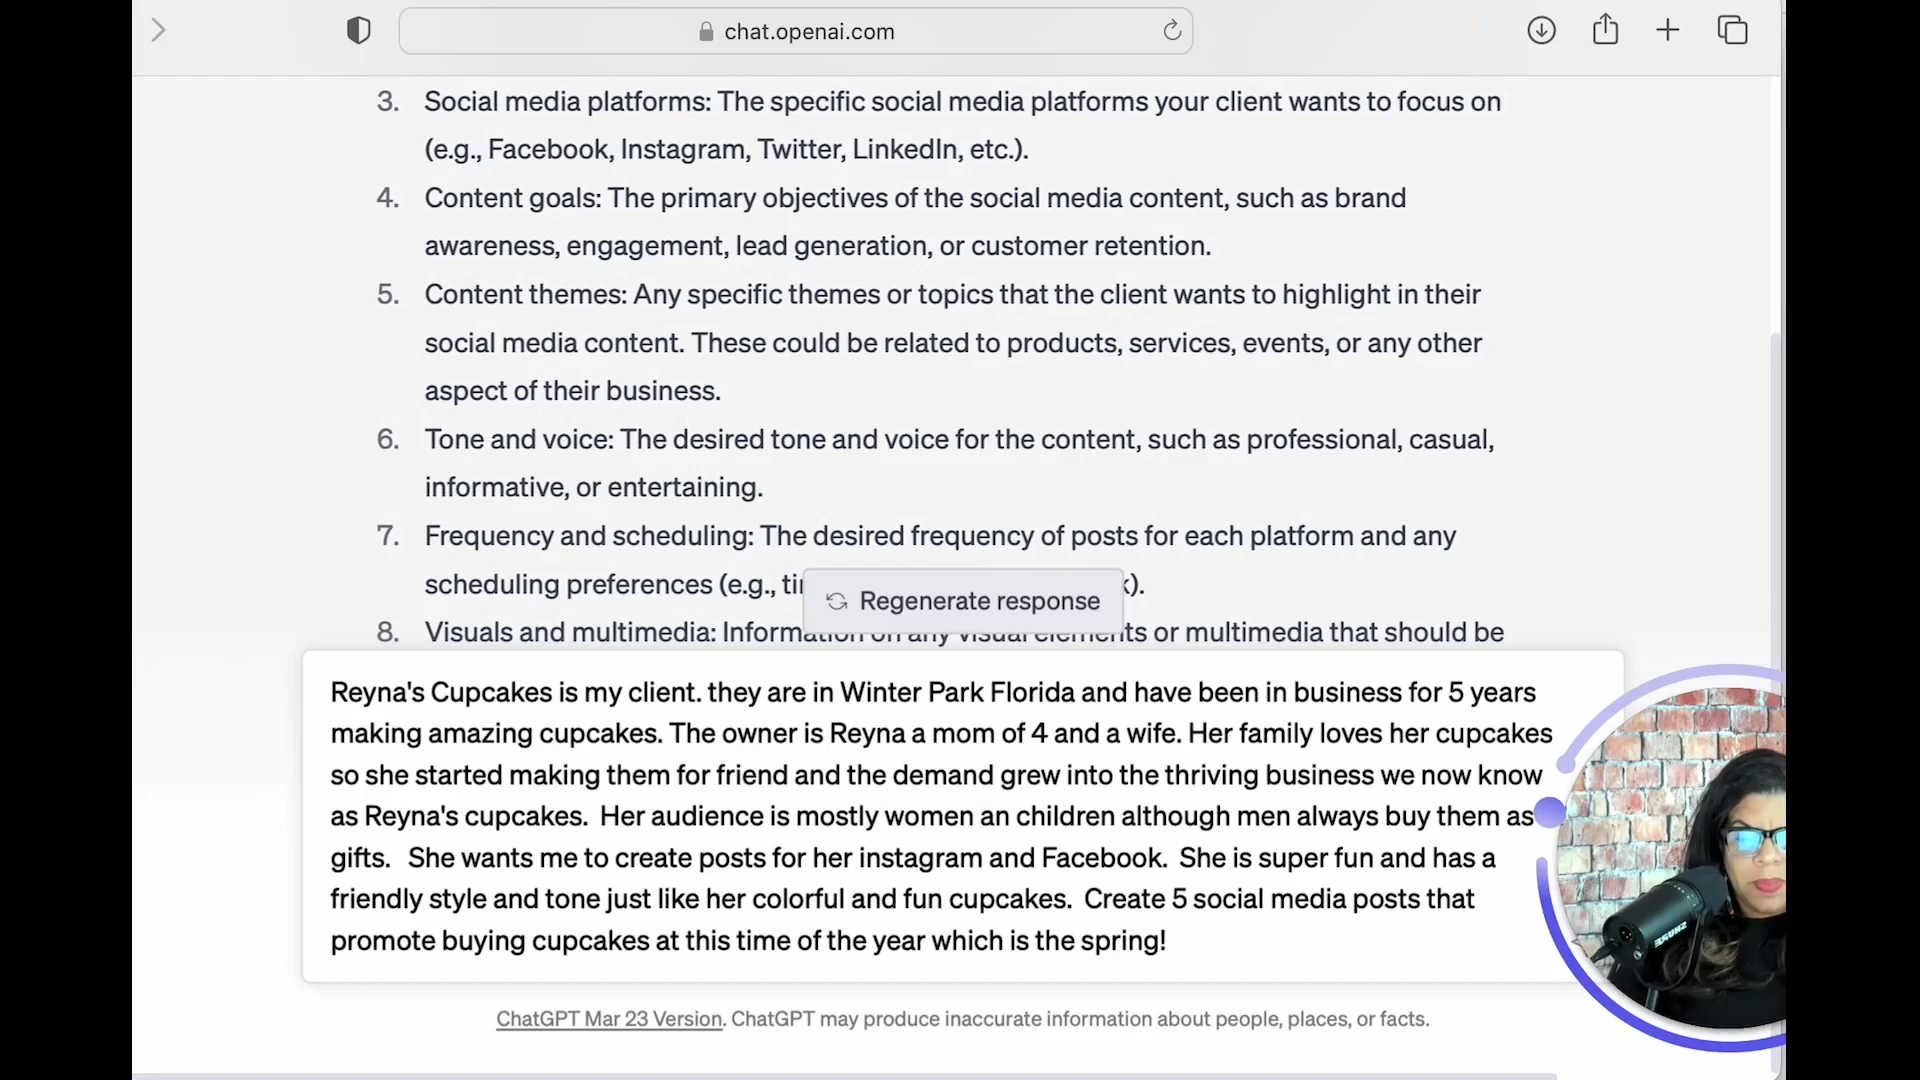 chat.openai.com
3. Social media platforms: The specific social media platforms your client wants to focus on
(e.g., Facebook, Instagram, Twitter, LinkedIn, etc.).
4. Content goals: The primary objectives of the social media content, such as brand
awareness, engagement, lead generation, or customer retention.
5. Content themes: Any specific themes or topics that the client wants to highlight in their
social media content. These could be related to products, services, events, or any other
aspect of their business.
6. Tone and voice: The desired tone and voice for the content, such as professional, casual,
informative, or entertaining.
7. Frequency and scheduling: The desired frequency of posts for each platform and any
scheduling preferences (e.g.,
Regenerate response
8. Visuals and multimedia: Information on any visual elements or multimedia that should be
Reyna's Cupcakes is my client. they are in Winter Park Florida and have been in business for 5 years
making amazing cupcakes. The owner is Reyna a mom of 4 and a wife. Her family loves her cupcakes
so she started making them for friend and the demand grew into the thriving business we now know
as Reyna's cupcakes. Her audience is mostly women an children although men always buy them as
gifts. She wants me to create posts for her instagram and Facebook. She is super fun and has a
friendly style and tone just like her colorful and fun cupcakes. Create 5 social media posts that
promote buying cupcakes at this time of the year which is the spring!
SHURE
ChatGPT Mar 23 Version. ChatGPT may produce inaccurate information about people, places, or facts.